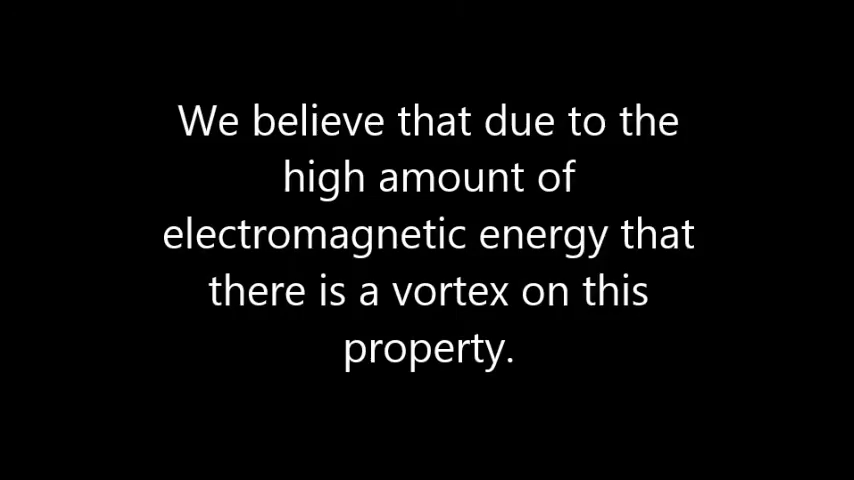 We believe that due to the
high amount of
electromagnetic energy that
there is a vortex on this
property.